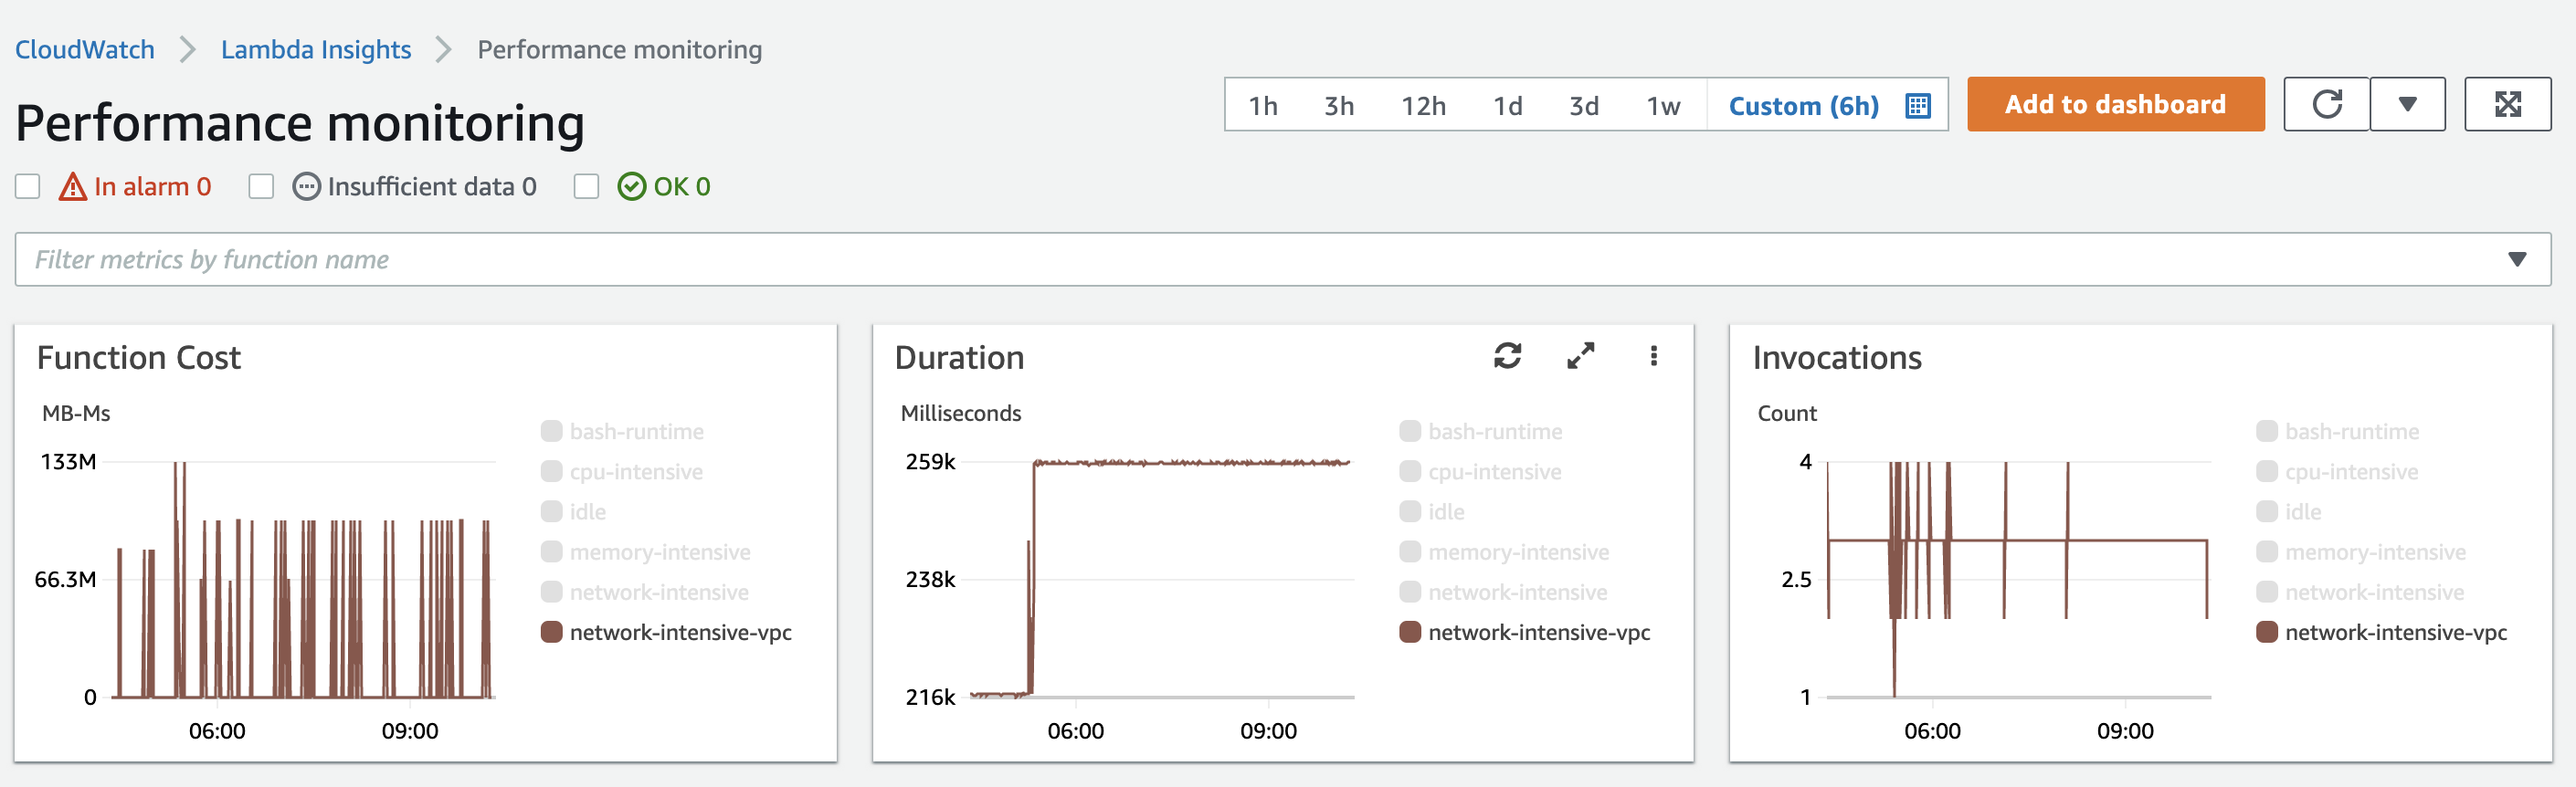 CloudWatch Lambda Insights Performance monitoring
Performance monitoring
1h 3h 12h 1d 3d 1w Custom (6h) Add to dashboard
In alarm 0 Insufficient data 0 OK 0
Filter metrics by function name
Function Cost
MB-Ms
133M
66.3M
0
06:00 09:00
bash-runtime
cpu-intensive
idle
memory-intensive
network-intensive
network-intensive-vpc
Duration
Milliseconds
259k
238k
216k
06:00 09:00
bash-runtime
cpu-intensive
idle
memory-intensive
network-intensive
network-intensive-vpc
Invocations
Count
4
2.5
1
06:00 09:00
bash-runtime
cpu-intensive
idle
memory-intensive
network-intensive
network-intensive-vpc